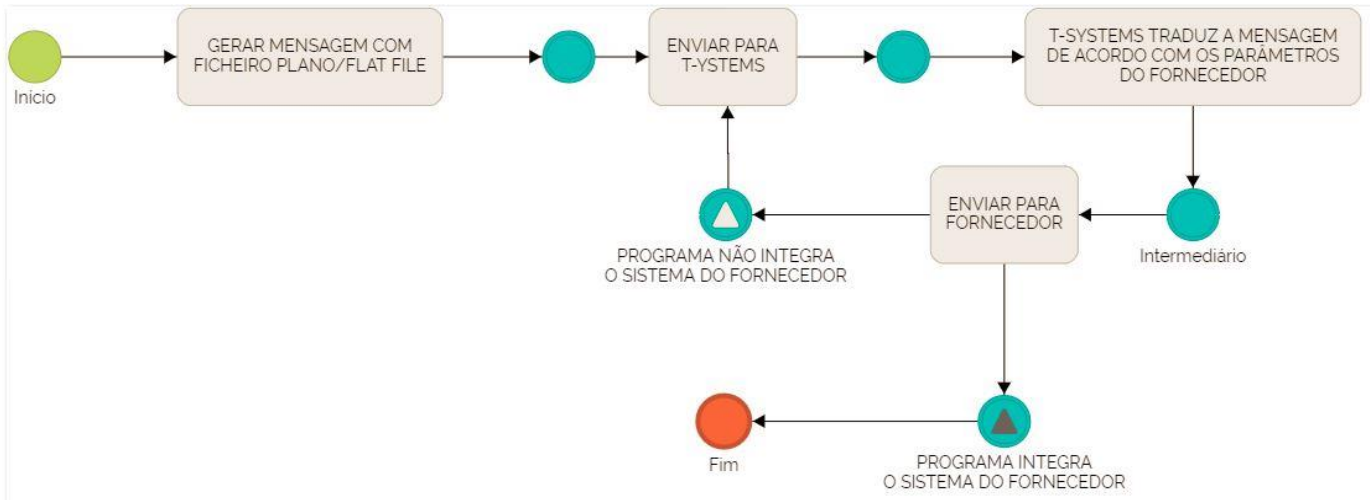 GERAR MENSAGEM COM
FICHEIRO PLANO/FLAT FILE
ENVIAR PARA
T-YSTEMS
T-SYSTEMS TRADUZ A MENSAGEM
DE ACORDO COM OS PARÂMETROS
DO FORNECEDOR
Inicio
ENVIAR PARA
FORNECEDOR
PROGRAMA NÃO INTEGRA
O SISTEMA DO FORNECEDOR
Intermediário
Fim
PROGRAMA INTEGRA
O SISTEMA DO FORNECEDOR